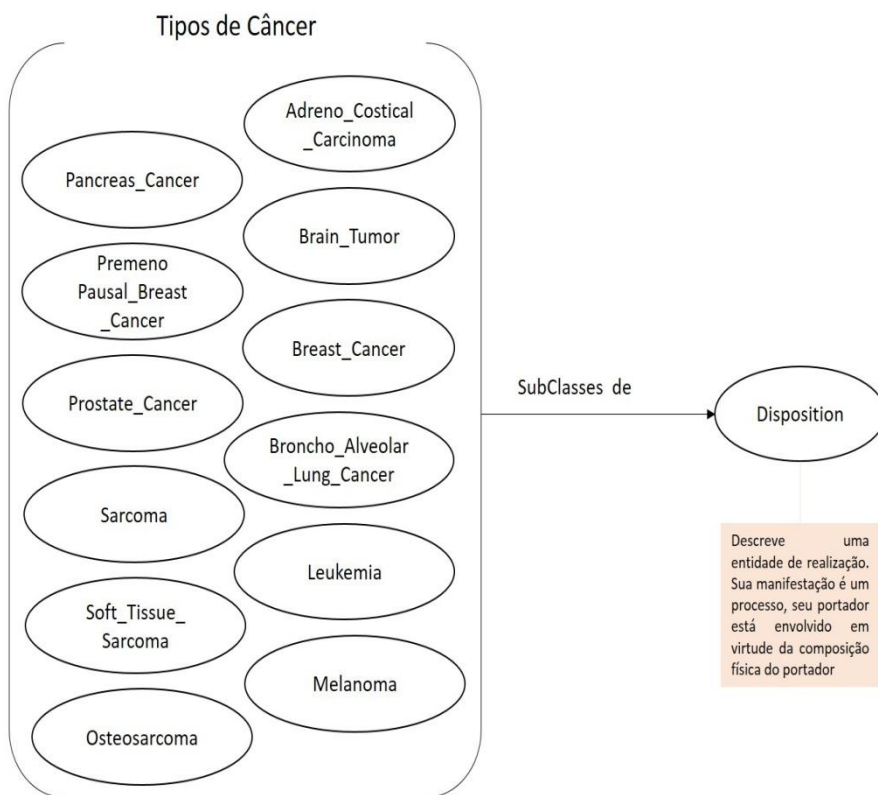 Tipos de Câncer
Pancreas_Cancer
Premeno
Pausal_Breast
_Cancer
Prostate_Cancer
Sarcoma
Soft_Tissue_
Sarcoma
Osteosarcoma
Adreno_Costical
_Carcinoma
Brain_Tumor
Breast_Cancer
Broncho_Alveolar
_Lung_Cancer
Leukemia
Melanoma
SubClasses de
Disposition
Descreve uma
entidade de realização.
Sua manifestação é um
processo, seu portador
está envolvido em
virtude da composição
física do portador